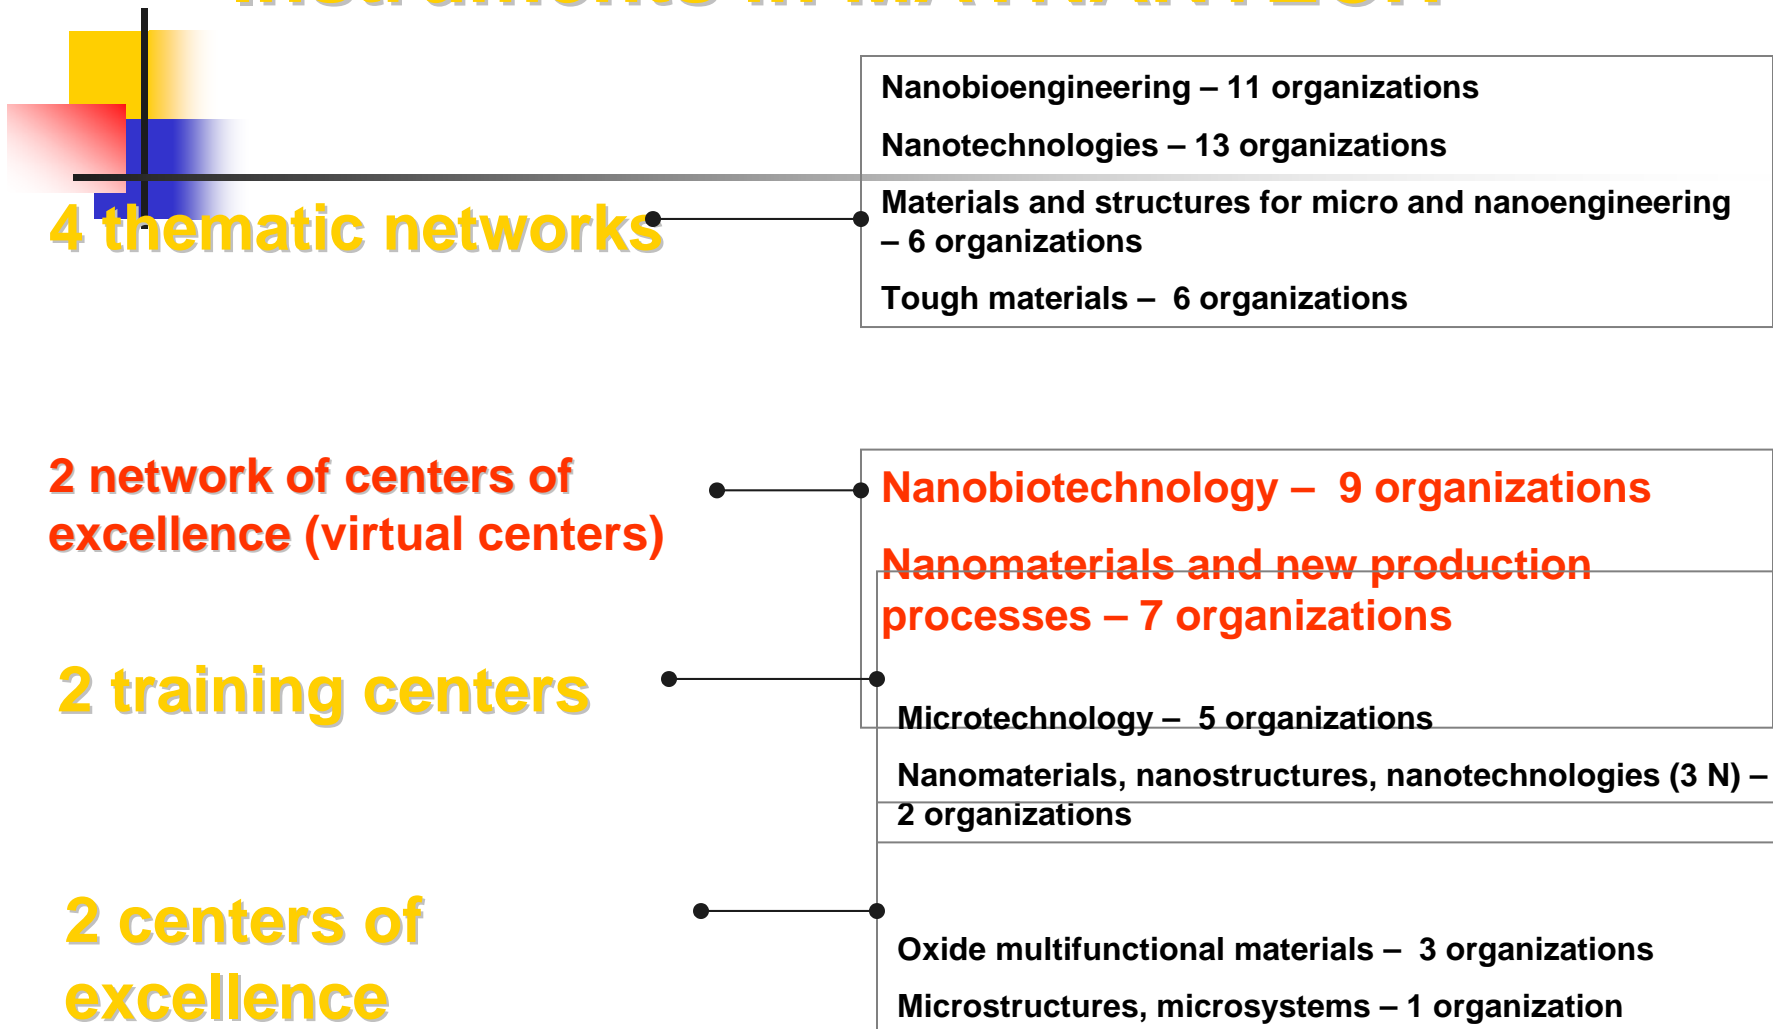 Instruments in MATNANTECH
4 thematic networks
Nanobioengineering – 11 organizations
Nanotechnologies – 13 organizations
Materials and structures for micro and nanoengineering
– 6 organizations
Tough materials – 6 organizations
2 network of centers of
excellence (virtual centers)
Nanobiotechnology – 9 organizations
Nanomaterials and new production
processes – 7 organizations
2 training centers
Microtechnology – 5 organizations
Nanomaterials, nanostructures, nanotechnologies (3 N) –
2 organizations
2 centers of
excellence
Oxide multifunctional materials – 3 organizations
Microstructures, microsystems – 1 organization